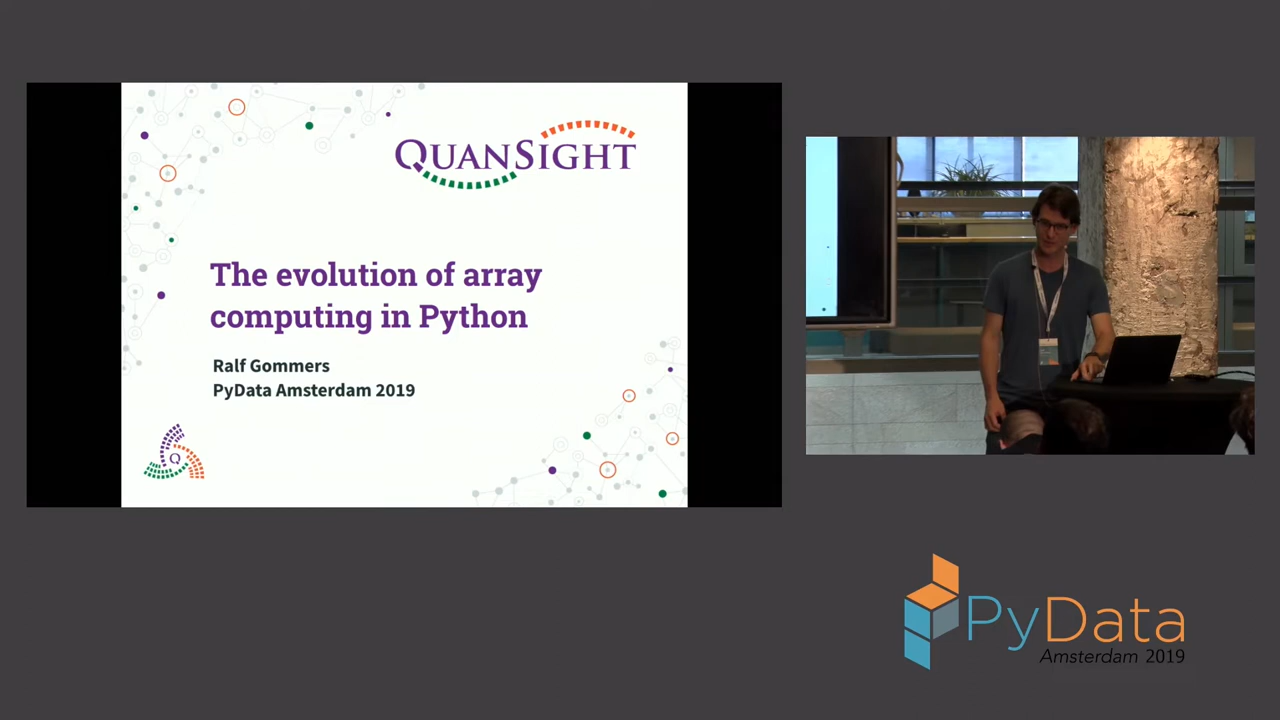 QUANSIGHT
The evolution of array
computing in Python
Ralf Gommers
PyData Amsterdam 2019
Q
PyData
Amsterdam 2019